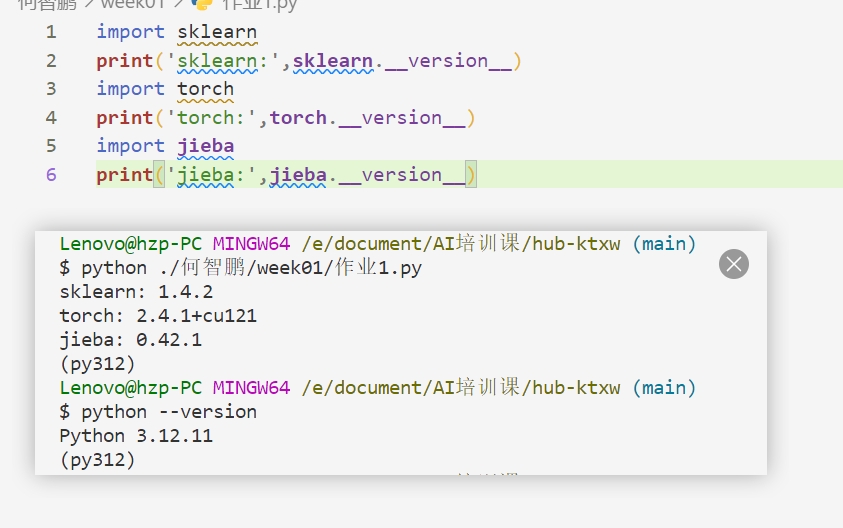 何智鹏 > week01 > 作业1.py
1 import sklearn
2 print('sklearn:',sklearn.__version__)
3 import torch
4 print('torch:',torch.__version__)
5 import jieba
6 print('jieba:',jieba.__version__)
Lenovo@hzp-PC MINGW64 /e/document/AI培训课/hub-ktxw (main)
$ python ./何智鹏/week01/作业1.py
sklearn: 1.4.2
torch: 2.4.1+cu121
jieba: 0.42.1
(py312)
Lenovo@hzp-PC MINGW64 /e/document/AI培训课/hub-ktxw (main)
$ python --version
Python 3.12.11
(py312)